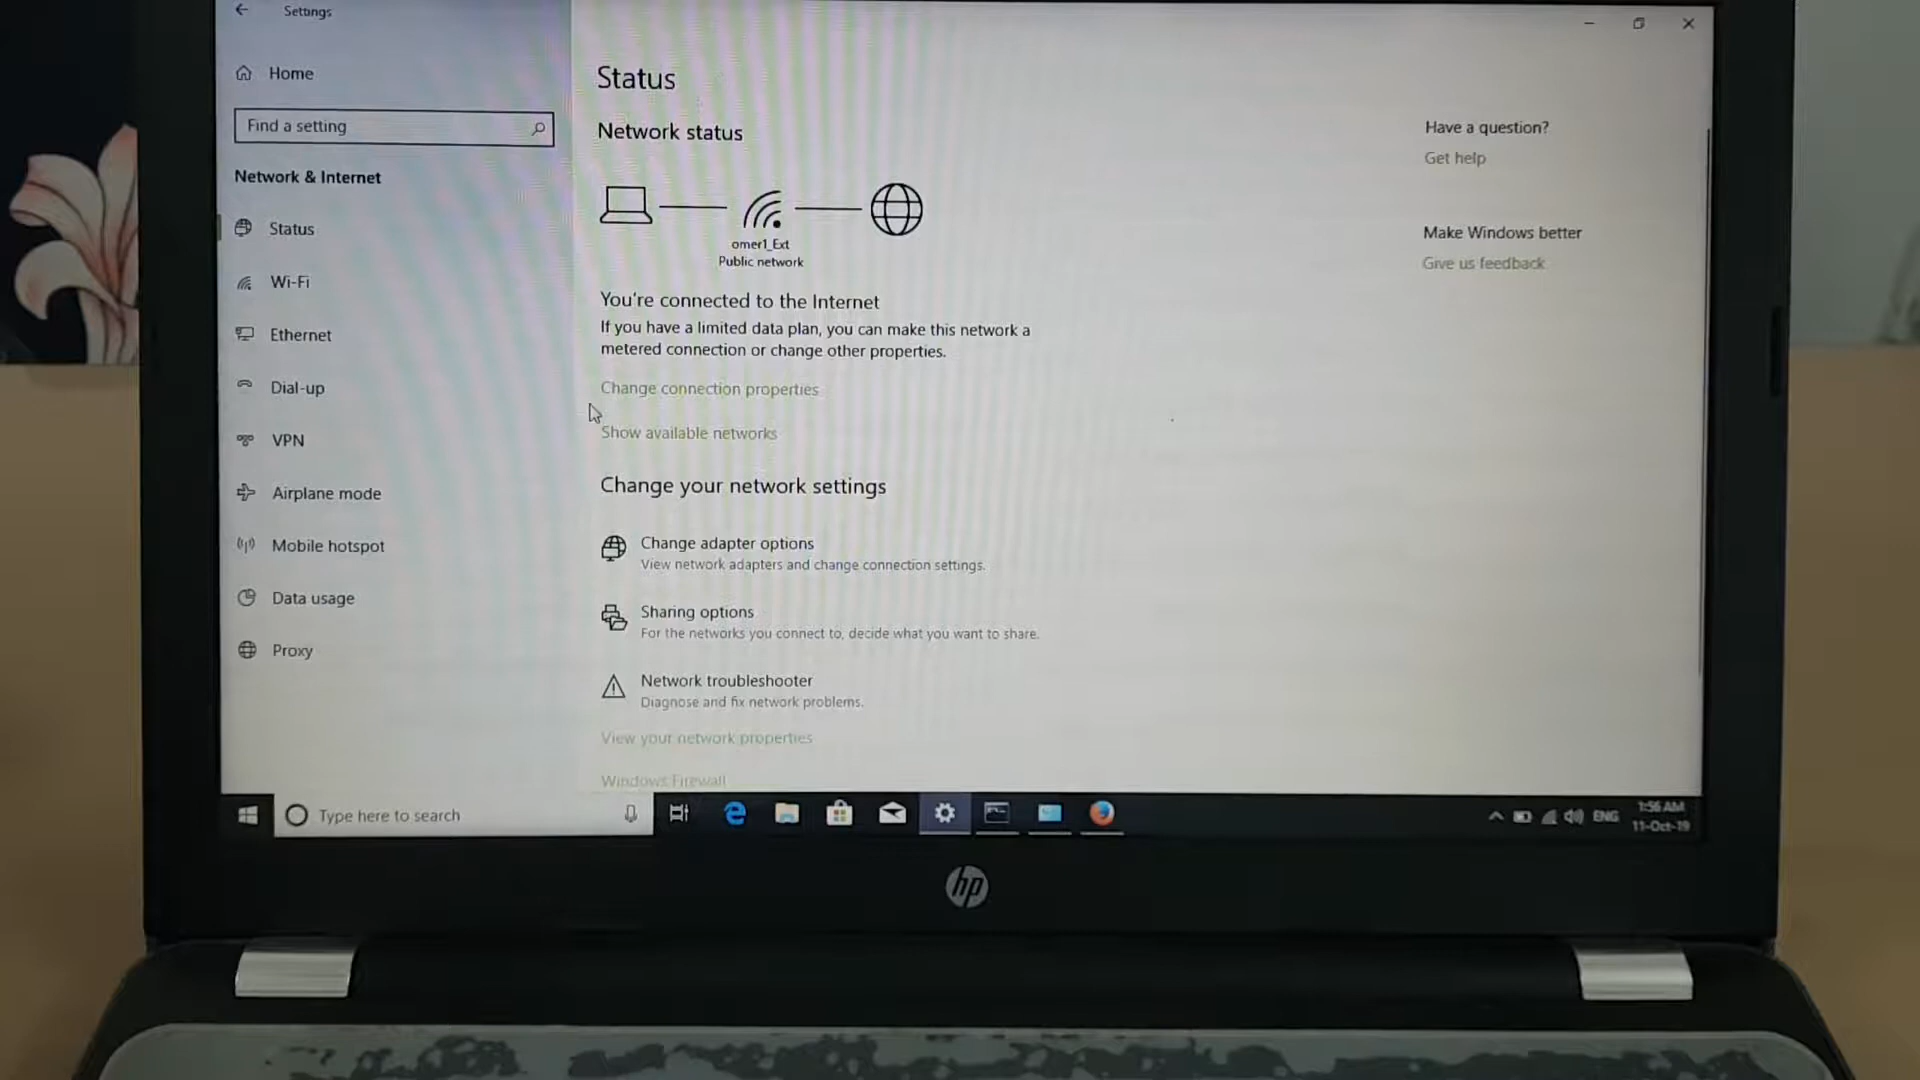 Settings
Home
Find a setting
Network & Internet
Status
Wi-Fi
Ethernet
Dial-up
VPN
Airplane mode
Mobile hotspot
Data usage
Proxy
Status
Network status
omer1_Ext
Public network
You're connected to the Internet
If you have a limited data plan, you can make this network a
metered connection or change other properties.
Change connection properties
Show available networks
Change your network settings
Change adapter options
View network adapters and change connection settings.
Sharing options
For the networks you connect to, decide what you want to share.
Network troubleshooter
Diagnose and fix network problems.
View your network properties
Windows Firewall
Have a question?
Get help
Make Windows better
Give us feedback
Type here to search
ENG
1:56 AM
11-Oct-19
hp